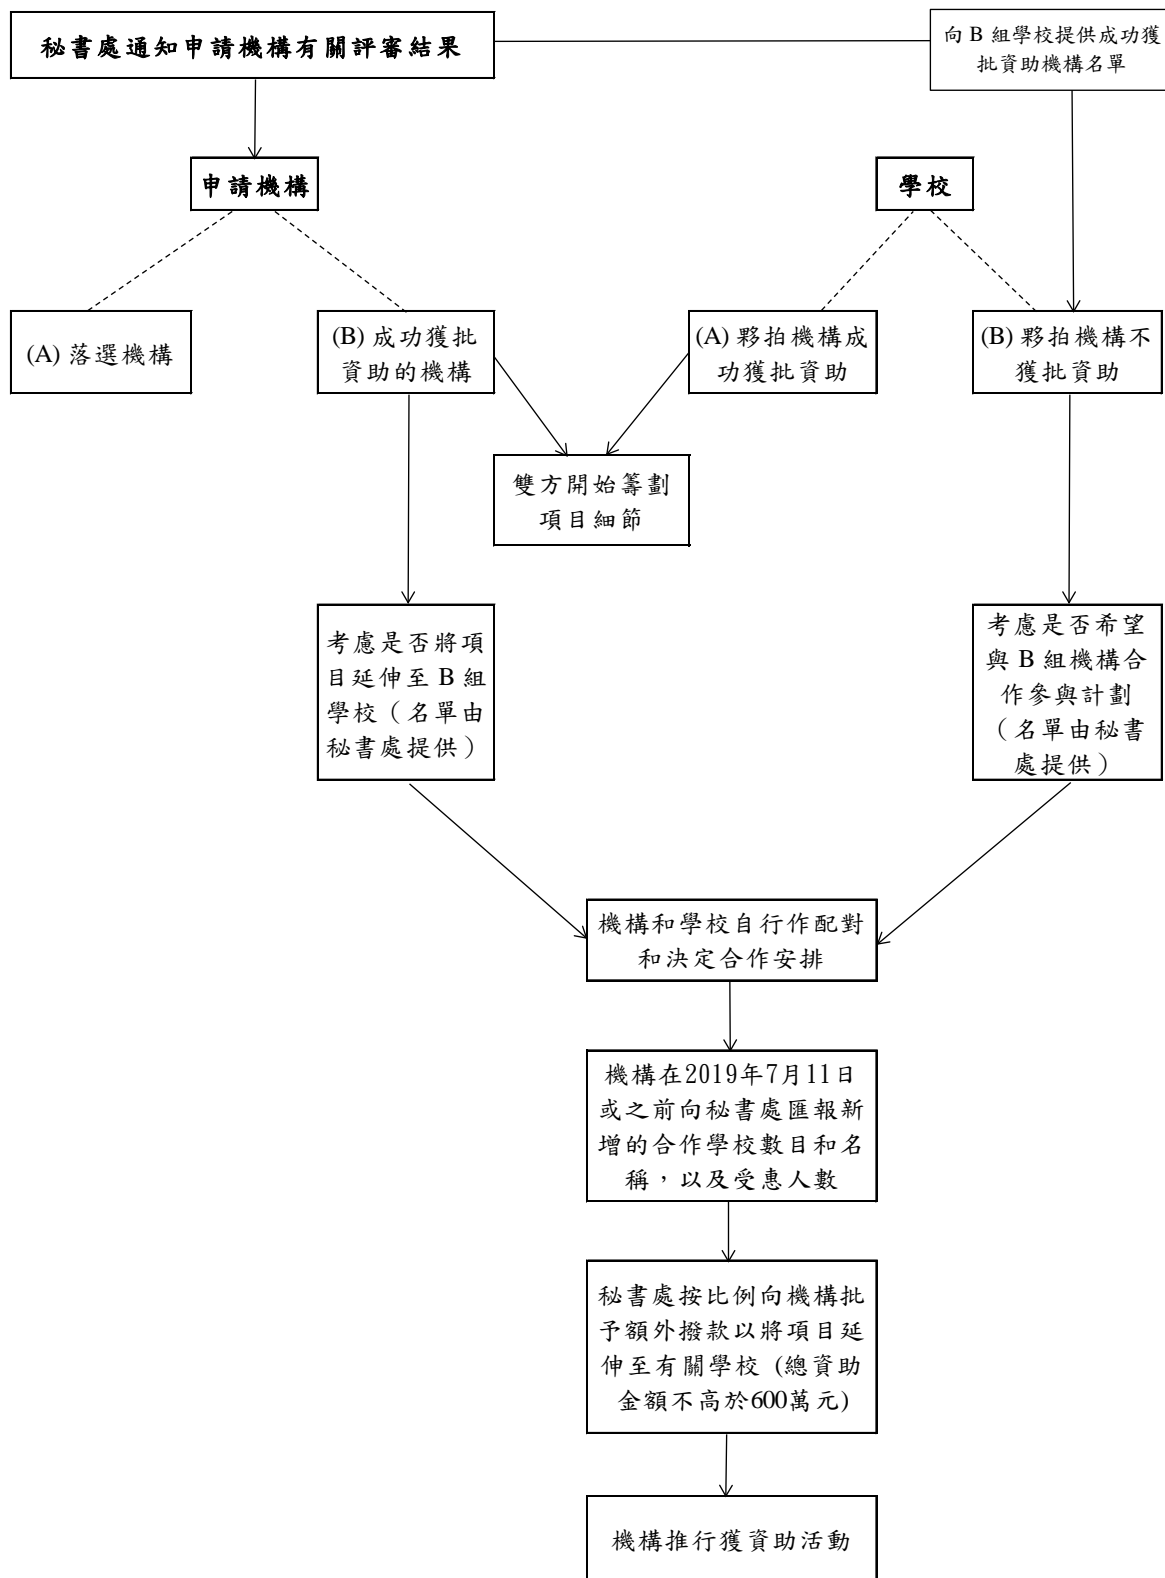 秘書處通知申請機構有關評審結果
向 B 組學校提供成功獲
批資助機構名單
申請機構
學校
(A) 落選機構
(B) 成功獲批
資助的機構
(A) 夥拍機構成
功獲批資助
(B) 夥拍機構不
獲批資助
雙方開始籌劃
項目細節
考慮是否將項
目延伸至 B 組
學校（名單由
秘書處提供）
考慮是否希望
與 B 組機構合
作參與計劃
（名單由秘書
處提供）
機構和學校自行作配對
和決定合作安排
機構在2019年7月11日
或之前向秘書處匯報新
增的合作學校數目和名
稱，以及受惠人數
秘書處按比例向機構批
予額外撥款以將項目延
伸至有關學校 (總資助
金額不高於600萬元)
機構推行獲資助活動